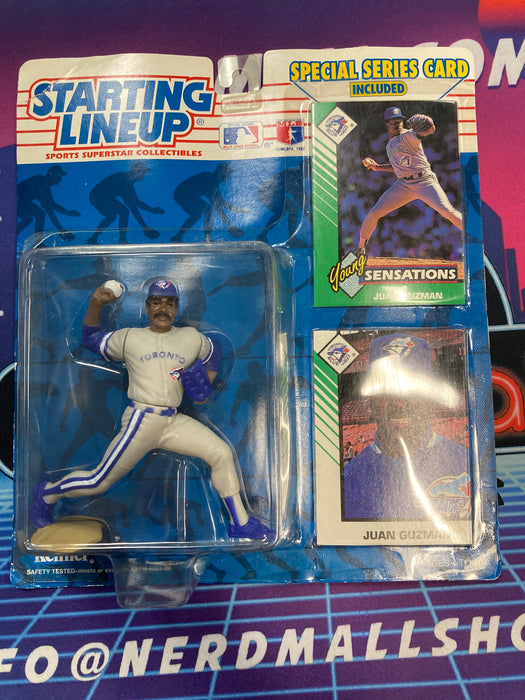 STARTING
LINEUP®
SPORTS SUPERSTAR COLLECTIBLES
SPECIAL SERIES CARD
INCLUDED
Young
SENSATIONS
JUAN GUZMAN
TORONTO
JUAN GUZMAN
Kenner
SAFETY TESTED
FO @ NERDMALLSHO